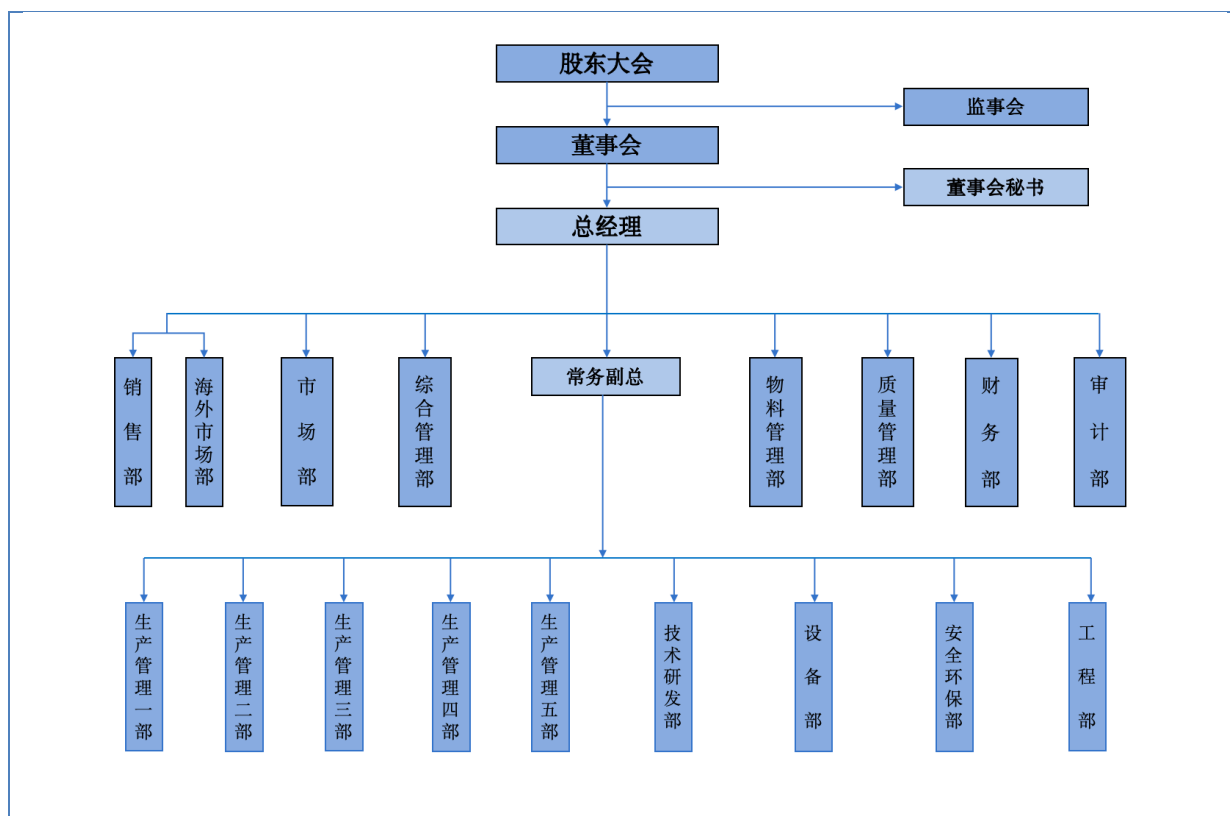 股东大会
监事会
董事会
董事会秘书
总经理
销售部
海外市场部
市场部
综合管理部
常务副总
物料管理部
质量管理部
财务部
审计部
生产管理一部
生产管理二部
生产管理三部
生产管理四部
生产管理五部
技术研发部
设备部
安全环保部
工程部